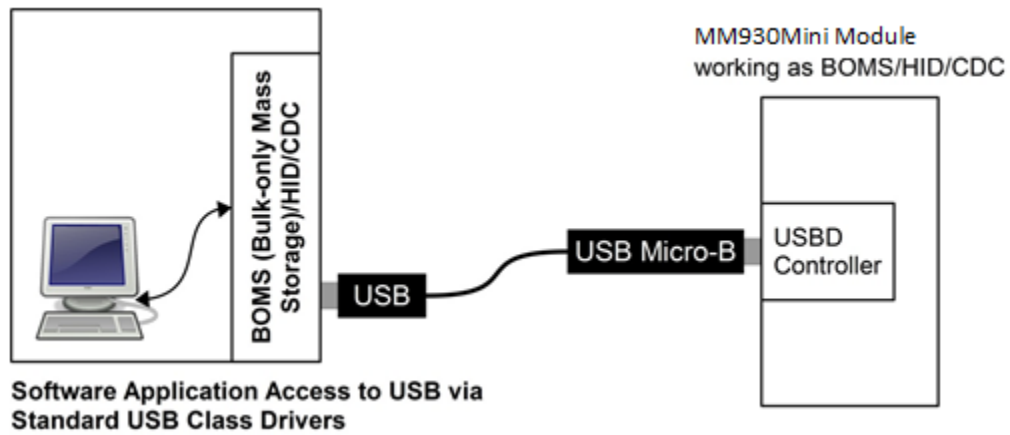 MM930Mini Module
working as BOMS/HID/CDC
BOMS (Bulk-only Mass
Storage)/HID/CDC
USB
USB Micro-B
USBD
Controller
Software Application Access to USB via
Standard USB Class Drivers